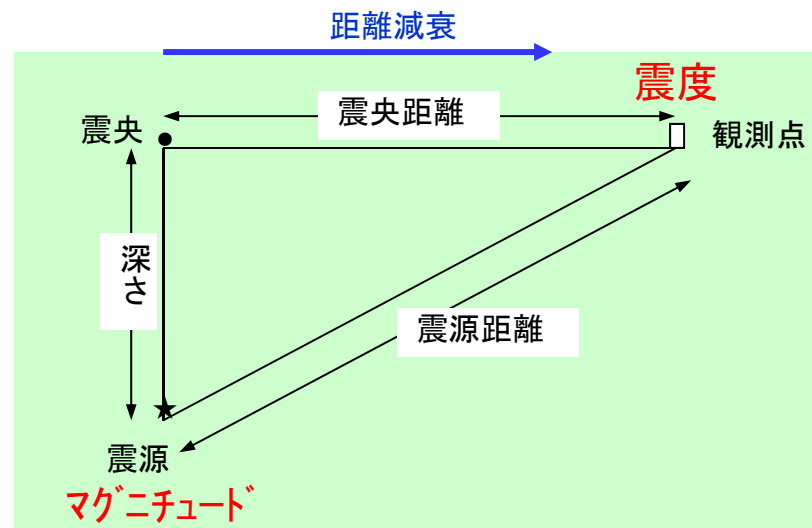 距離減衰
震度
震央距離
震央
観測点
深さ
震源距離
震源
マグニチュード